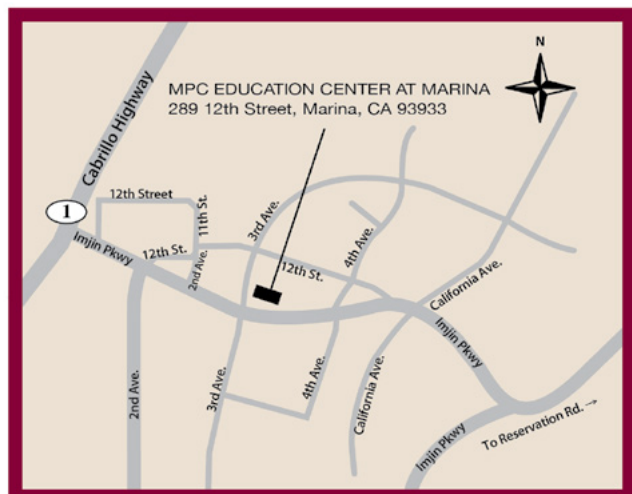 N
MPC EDUCATION CENTER AT MARINA
289 12th Street, Marina, CA 93933
Cabrillo Highway
1
12th Street
11th St.
3rd Ave.
4th Ave.
Imjin Pkwy
12th St.
2nd Ave.
12th St.
California Ave.
Imjin Pkwy
2nd Ave.
3rd Ave.
4th Ave.
California Ave.
Imjin Pkwy
To Reservation Rd. →